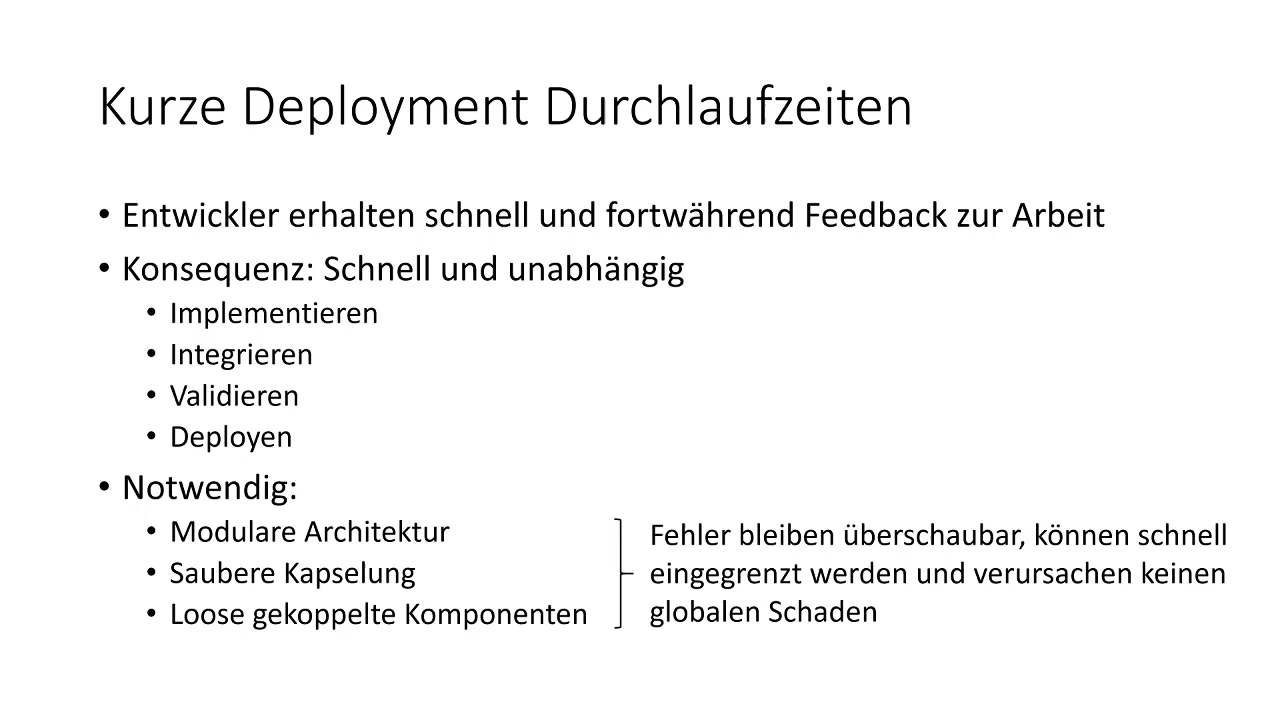 Kurze Deployment Durchlaufzeiten
• Entwickler erhalten schnell und fortwährend Feedback zur Arbeit
• Konsequenz: Schnell und unabhängig
• Implementieren
• Integrieren
• Validieren
• Deployen
• Notwendig:
• Modulare Architektur
• Saubere Kapselung
• Loose gekoppelte Komponenten
Fehler bleiben überschaubar, können schnell
eingegrenzt werden und verursachen keinen
globalen Schaden